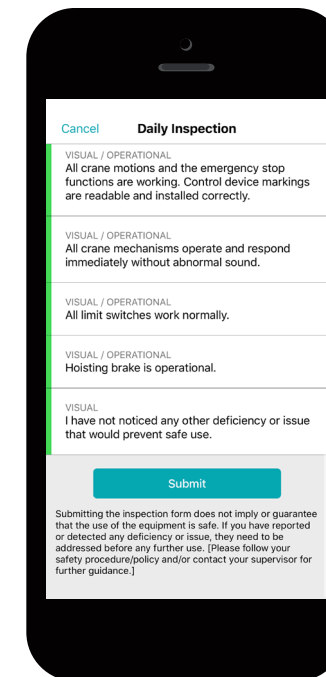 Cancel Daily Inspection
VISUAL / OPERATIONAL
All crane motions and the emergency stop
functions are working. Control device markings
are readable and installed correctly.
VISUAL / OPERATIONAL
All crane mechanisms operate and respond
immediately without abnormal sound.
VISUAL / OPERATIONAL
All limit switches work normally.
VISUAL / OPERATIONAL
Hoisting brake is operational.
VISUAL
I have not noticed any other deficiency or issue
that would prevent safe use.
Submit
Submitting the inspection form does not imply or guarantee
that the use of the equipment is safe. If you have reported
or detected any deficiency or issue, they need to be
addressed before any further use. [Please follow your
safety procedure/policy and/or contact your supervisor for
further guidance.]